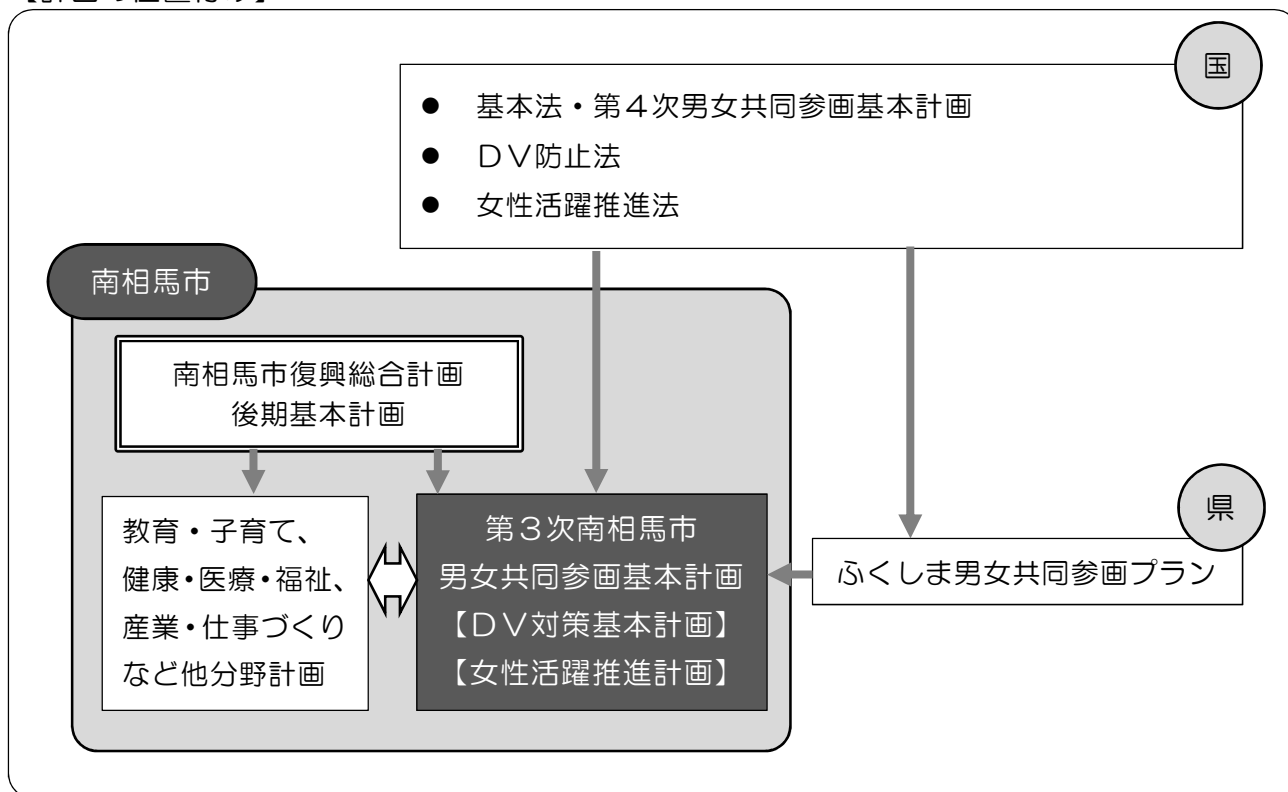 国
● 基本法・第４次男女共同参画基本計画
● ＤＶ防止法
● 女性活躍推進法
南相馬市
南相馬市復興総合計画
後期基本計画
教育・子育て、
健康・医療・福祉、
産業・仕事づくり
など他分野計画
第３次南相馬市
男女共同参画基本計画
【ＤＶ対策基本計画】
【女性活躍推進計画】
県
ふくしま男女共同参画プラン